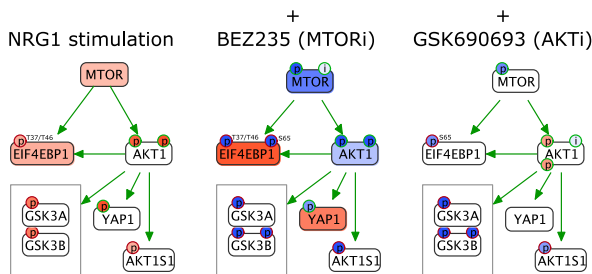 + +
NRG1 stimulation BEZ235 (MTORi) GSK690693 (AKTi)
MTOR
p T37/T46 p p
EIF4EBP1 AKT1
p
GSK3A
p
GSK3B
p
YAP1
p
AKT1S1
p i
MTOR
p T37/T46 p S65 p p
EIF4EBP1 AKT1
p
GSK3A
p p
GSK3B
p
YAP1
p
AKT1S1
p
MTOR
p S65 p i
EIF4EBP1 AKT1
p
p
GSK3A
p p
GSK3B
YAP1
p
AKT1S1